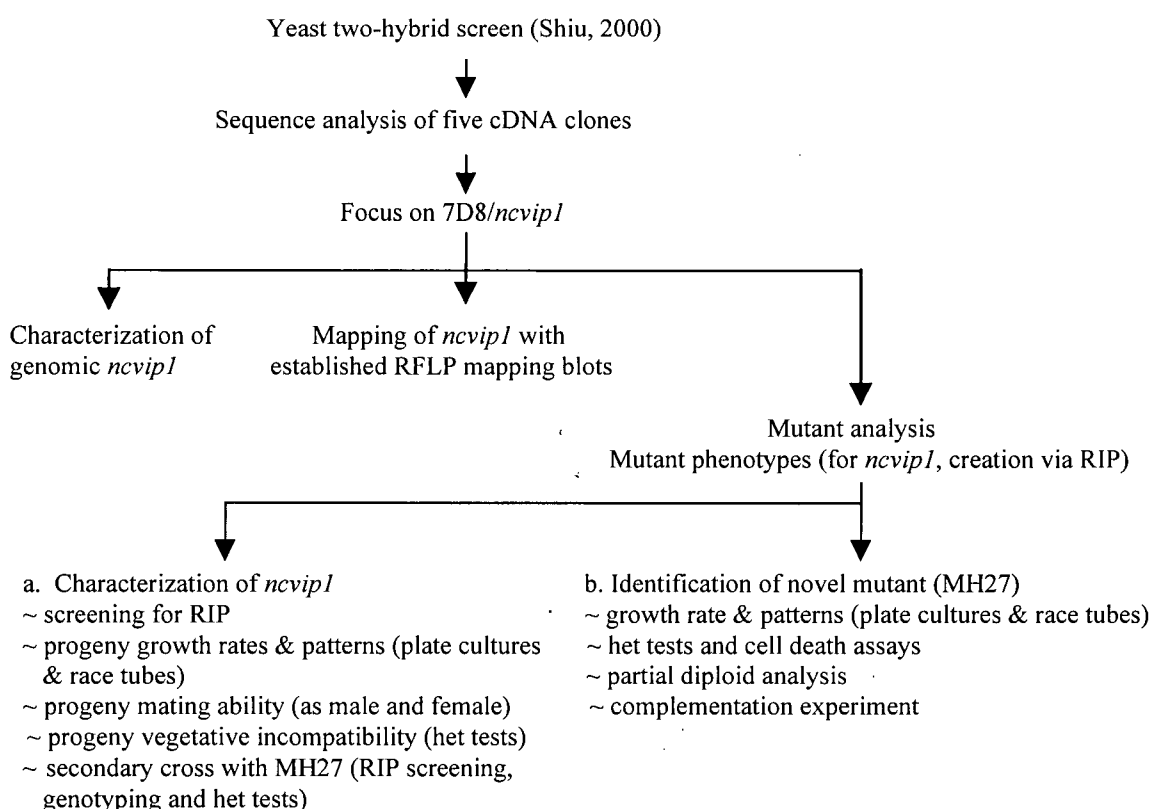 Yeast two-hybrid screen (Shiu, 2000)
Sequence analysis of five cDNA clones
Focus on 7D8/ncvip1
Characterization of
genomic ncvip1
Mapping of ncvip1 with
established RFLP mapping blots
Mutant analysis
Mutant phenotypes (for ncvip1, creation via RIP)
a. Characterization of ncvip1
~ screening for RIP
~ progeny growth rates & patterns (plate cultures
& race tubes)
~ progeny mating ability (as male and female)
~ progeny vegetative incompatibility (het tests)
~ secondary cross with MH27 (RIP screening,
genotyping and het tests)
b. Identification of novel mutant (MH27)
~ growth rate & patterns (plate cultures & race tubes)
~ het tests and cell death assays
~ partial diploid analysis
~ complementation experiment